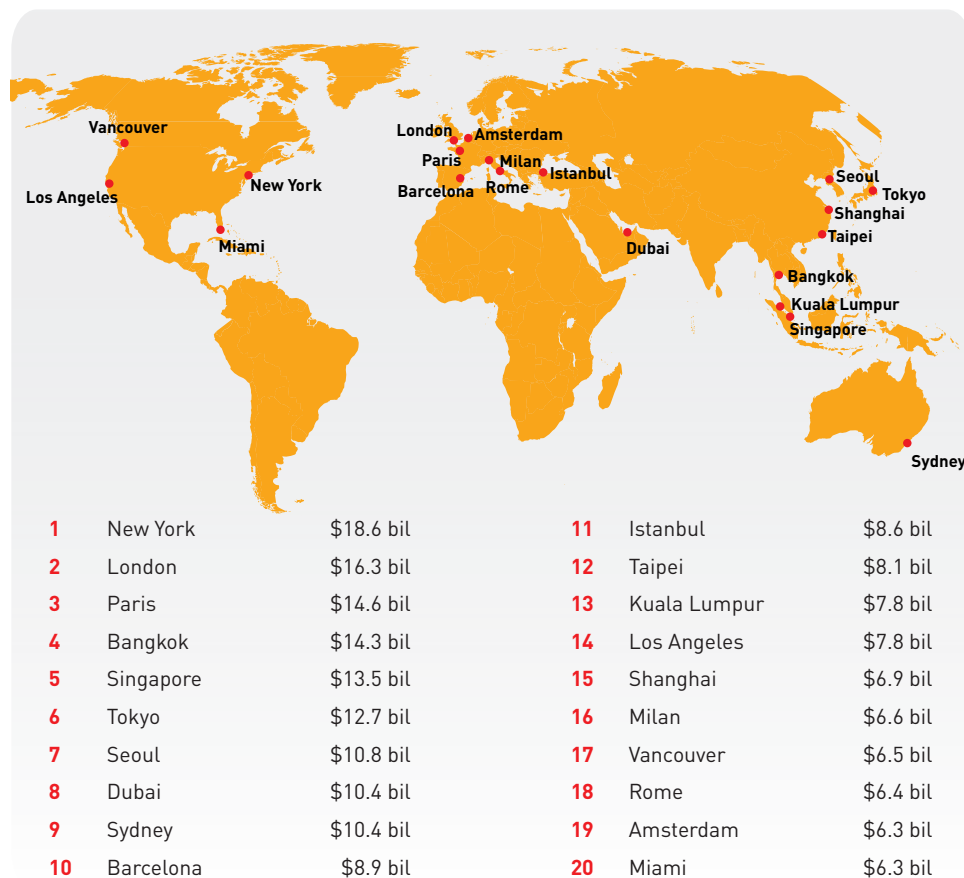 Vancouver
London
Amsterdam
Paris
Milan
Istanbul
Seoul
New York
Barcelona
Rome
Tokyo
Los Angeles
Shanghai
Miami
Dubai
Taipei
Bangkok
Kuala Lumpur
Singapore
Sydney
1 New York $18.6 bil
2 London $16.3 bil
3 Paris $14.6 bil
4 Bangkok $14.3 bil
5 Singapore $13.5 bil
6 Tokyo $12.7 bil
7 Seoul $10.8 bil
8 Dubai $10.4 bil
9 Sydney $10.4 bil
10 Barcelona $8.9 bil
11 Istanbul $8.6 bil
12 Taipei $8.1 bil
13 Kuala Lumpur $7.8 bil
14 Los Angeles $7.8 bil
15 Shanghai $6.9 bil
16 Milan $6.6 bil
17 Vancouver $6.5 bil
18 Rome $6.4 bil
19 Amsterdam $6.3 bil
20 Miami $6.3 bil